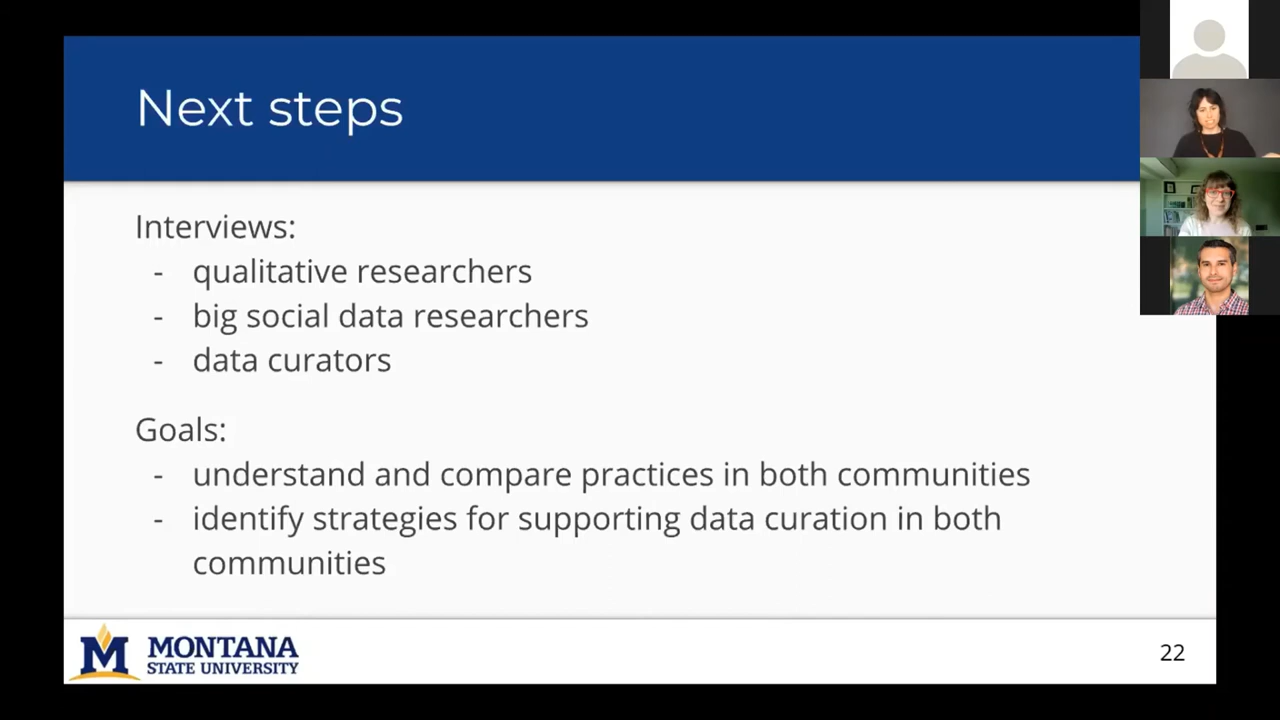 Next steps
Interviews:
- qualitative researchers
- big social data researchers
- data curators
Goals:
- understand and compare practices in both communities
- identify strategies for supporting data curation in both
communities
M MONTANA
STATE UNIVERSITY
22